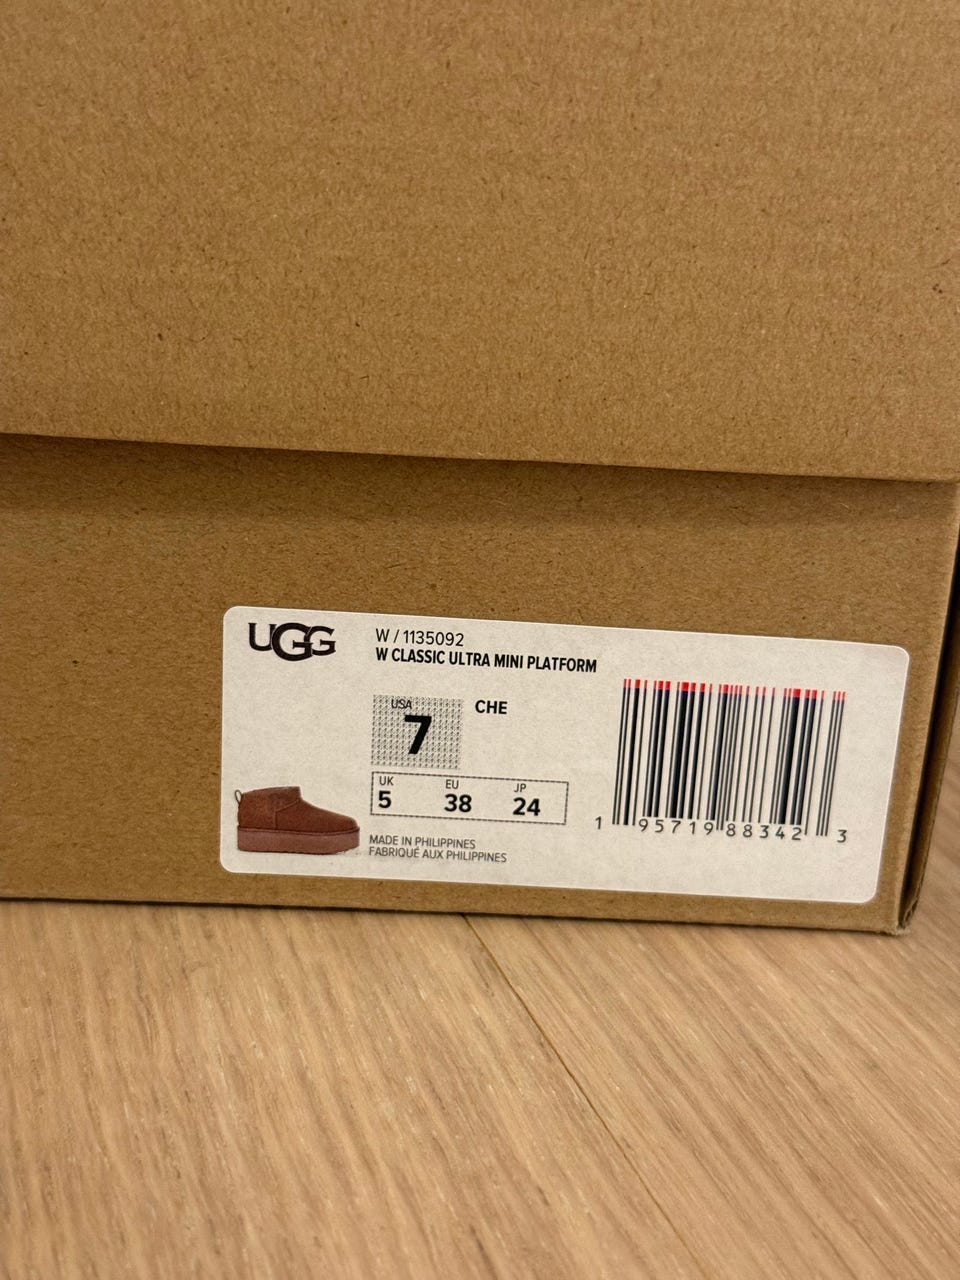 UGG
W / 1135092
W CLASSIC ULTRA MINI PLATFORM
USA
7
CHE
UK EU JP
5 38 24
MADE IN PHILIPPINES
FABRIQUÉ AUX PHILIPPINES
1 95719 88342 3